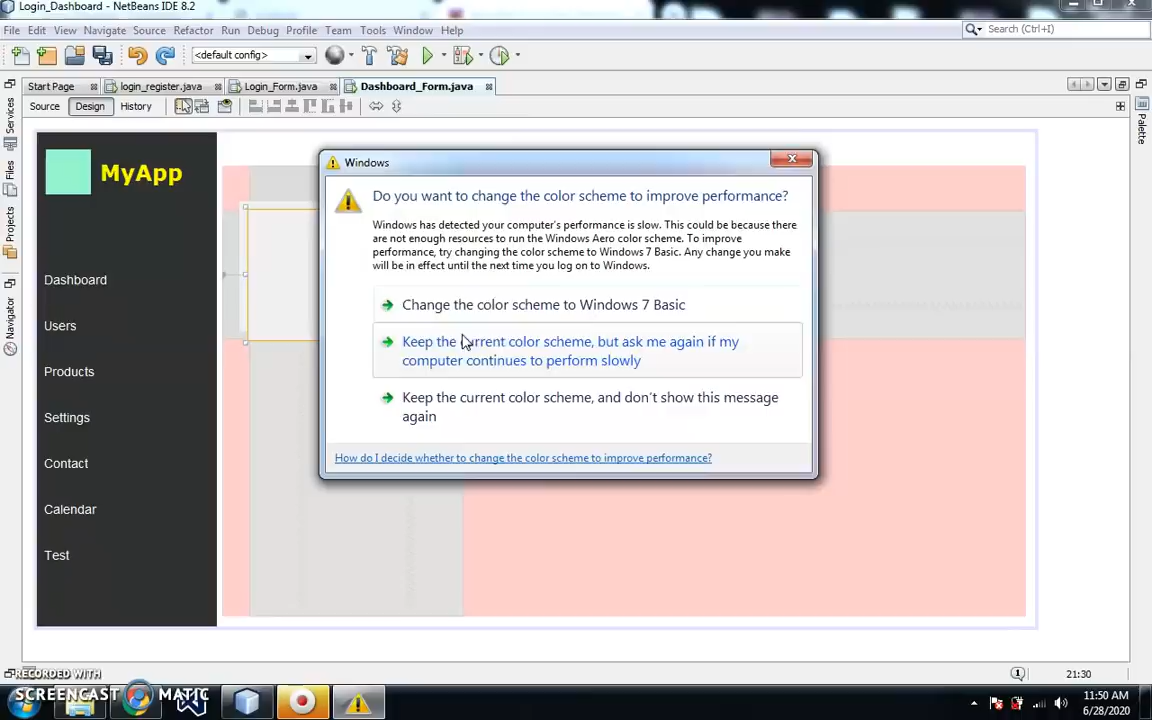 Login_Dashboard - NetBeans IDE 8.2
File Edit View Navigate Source Refactor Run Debug Profile Team Tools Window Help
Search (Ctrl+I)
<default config>
Start Page login_register.java Login_Form.java Dashboard_Form.java
Source Design History
Services
Files
Projects
Navigator
Palette
MyApp
Dashboard
Users
Products
Settings
Contact
Calendar
Test
Windows
Do you want to change the color scheme to improve performance?
Windows has detected your computer's performance is slow. This could be because there
are not enough resources to run the Windows Aero color scheme. To improve
performance, try changing the color scheme to Windows 7 Basic. Any change you make
will be in effect until the next time you log on to Windows.
Change the color scheme to Windows 7 Basic
Keep the current color scheme, but ask me again if my
computer continues to perform slowly
Keep the current color scheme, and don't show this message
again
How do I decide whether to change the color scheme to improve performance?
1
21:30
RECORDED WITH
SCREENCAST MATIC
11:50 AM
6/28/2020